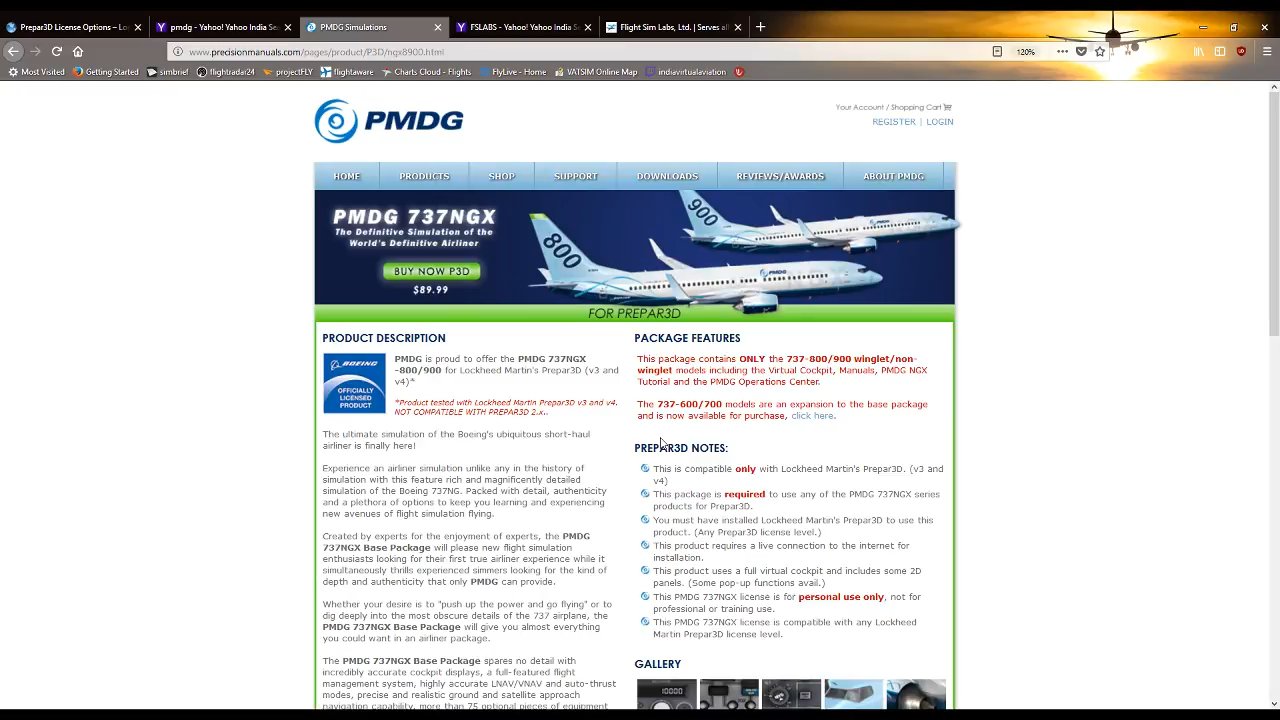 Prepar3D License Options – Lo
pmdg - Yahoo! Yahoo India Sea
PMDG Simulations
FSLABS - Yahoo! Yahoo India S
Flight Sim Labs, Ltd. | Serves al
www.precisionmanuals.com/pages/product/P3D/ngx8900.html
120%
Most Visited
Getting Started
simbrief
flightradar24
projectFLY
flightaware
Charts Cloud - Flights
FlyLive - Home
VATSIM Online Map
indiavirtualaviation
PMDG
Your Account / Shopping Cart
REGISTER | LOGIN
HOME
PRODUCTS
SHOP
SUPPORT
DOWNLOADS
REVIEWS/AWARDS
ABOUT PMDG
PMDG 737NGX
The Definitive Simulation of the
World's Definitive Airliner
BUY NOW P3D
$89.99
800
900
FOR PREPAR3D
PRODUCT DESCRIPTION
BOEING
OFFICIALLY
LICENSED
PRODUCT
PMDG is proud to offer the PMDG 737NGX
-800/900 for Lockheed Martin's Prepar3D (v3 and
v4)*
*Product tested with Lockheed Martin Prepar3D v3 and v4.
NOT COMPATIBLE WITH PREPAR3D 2.x..
The ultimate simulation of the Boeing's ubiquitous short-haul
airliner is finally here!
Experience an airliner simulation unlike any in the history of
simulation with this feature rich and magnificently detailed
simulation of the Boeing 737NG. Packed with detail, authenticity
and a plethora of options to keep you learning and experiencing
new avenues of flight simulation flying.
Created by experts for the enjoyment of experts, the PMDG
737NGX Base Package will please new flight simulation
enthusiasts looking for their first true airliner experience while it
simultaneously thrills experienced simmers looking for the kind of
depth and authenticity that only PMDG can provide.
Whether your desire is to "push up the power and go flying" or to
dig deeply into the most obscure details of the 737 airplane, the
PMDG 737NGX Base Package will give you almost everything
you could want in an airliner package.
The PMDG 737NGX Base Package spares no detail with
incredibly accurate cockpit displays, a full-featured flight
management system, highly accurate LNAV/VNAV and auto-thrust
modes, precise and realistic ground and satellite approach
navigation capability, more than 75 optional pieces of equipment
PACKAGE FEATURES
This package contains ONLY the 737-800/900 winglet/non-
winglet models including the Virtual Cockpit, Manuals, PMDG NGX
Tutorial and the PMDG Operations Center.
The 737-600/700 models are an expansion to the base package
and is now available for purchase, click here.
PREPAR3D NOTES:
This is compatible only with Lockheed Martin's Prepar3D. (v3 and
v4)
This package is required to use any of the PMDG 737NGX series
products for Prepar3D.
You must have installed Lockheed Martin's Prepar3D to use this
product. (Any Prepar3D license level.)
This product requires a live connection to the internet for
installation.
This product uses a full virtual cockpit and includes some 2D
panels. (Some pop-up functions avail.)
This PMDG 737NGX license is for personal use only, not for
professional or training use.
This PMDG 737NGX license is compatible with any Lockheed
Martin Prepar3D license level.
GALLERY
10000